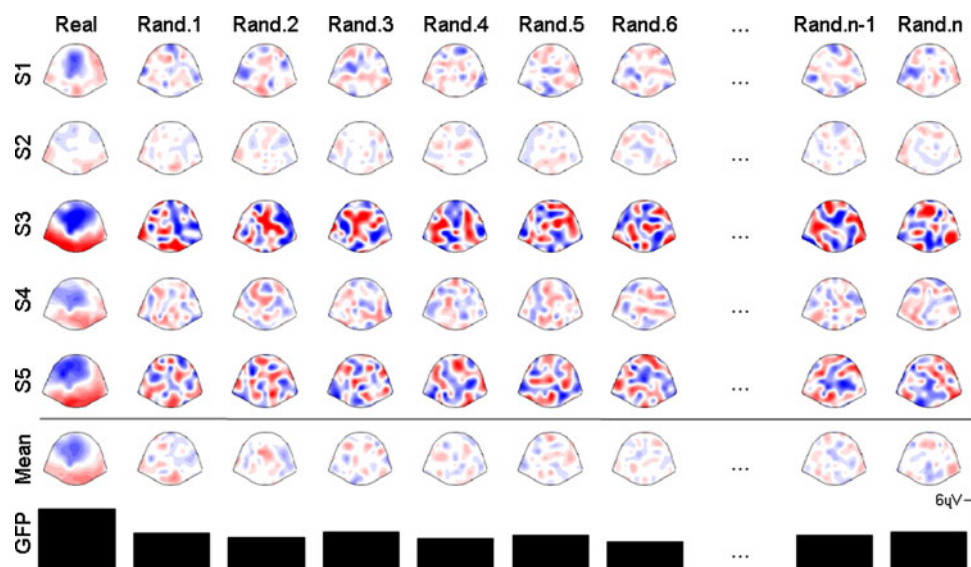 Real Rand.1 Rand.2 Rand.3 Rand.4 Rand.5 Rand.6 ... Rand.n-1 Rand.n
S1 ...
S2 ...
S3 ...
S4 ...
S5 ...
Mean ...
6µV
GFP ...